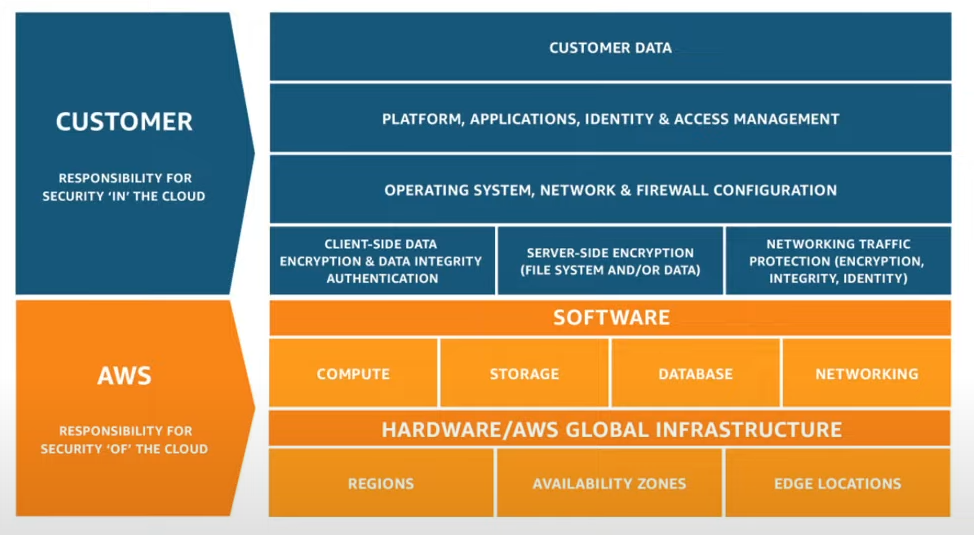 CUSTOMER
RESPONSIBILITY FOR
SECURITY ‘IN’ THE CLOUD
CUSTOMER DATA
PLATFORM, APPLICATIONS, IDENTITY & ACCESS MANAGEMENT
OPERATING SYSTEM, NETWORK & FIREWALL CONFIGURATION
CLIENT-SIDE DATA
ENCRYPTION & DATA INTEGRITY
AUTHENTICATION
SERVER-SIDE ENCRYPTION
(FILE SYSTEM AND/OR DATA)
NETWORKING TRAFFIC
PROTECTION (ENCRYPTION,
INTEGRITY, IDENTITY)
AWS
RESPONSIBILITY FOR
SECURITY ‘OF’ THE CLOUD
SOFTWARE
COMPUTE
STORAGE
DATABASE
NETWORKING
HARDWARE/AWS GLOBAL INFRASTRUCTURE
REGIONS
AVAILABILITY ZONES
EDGE LOCATIONS